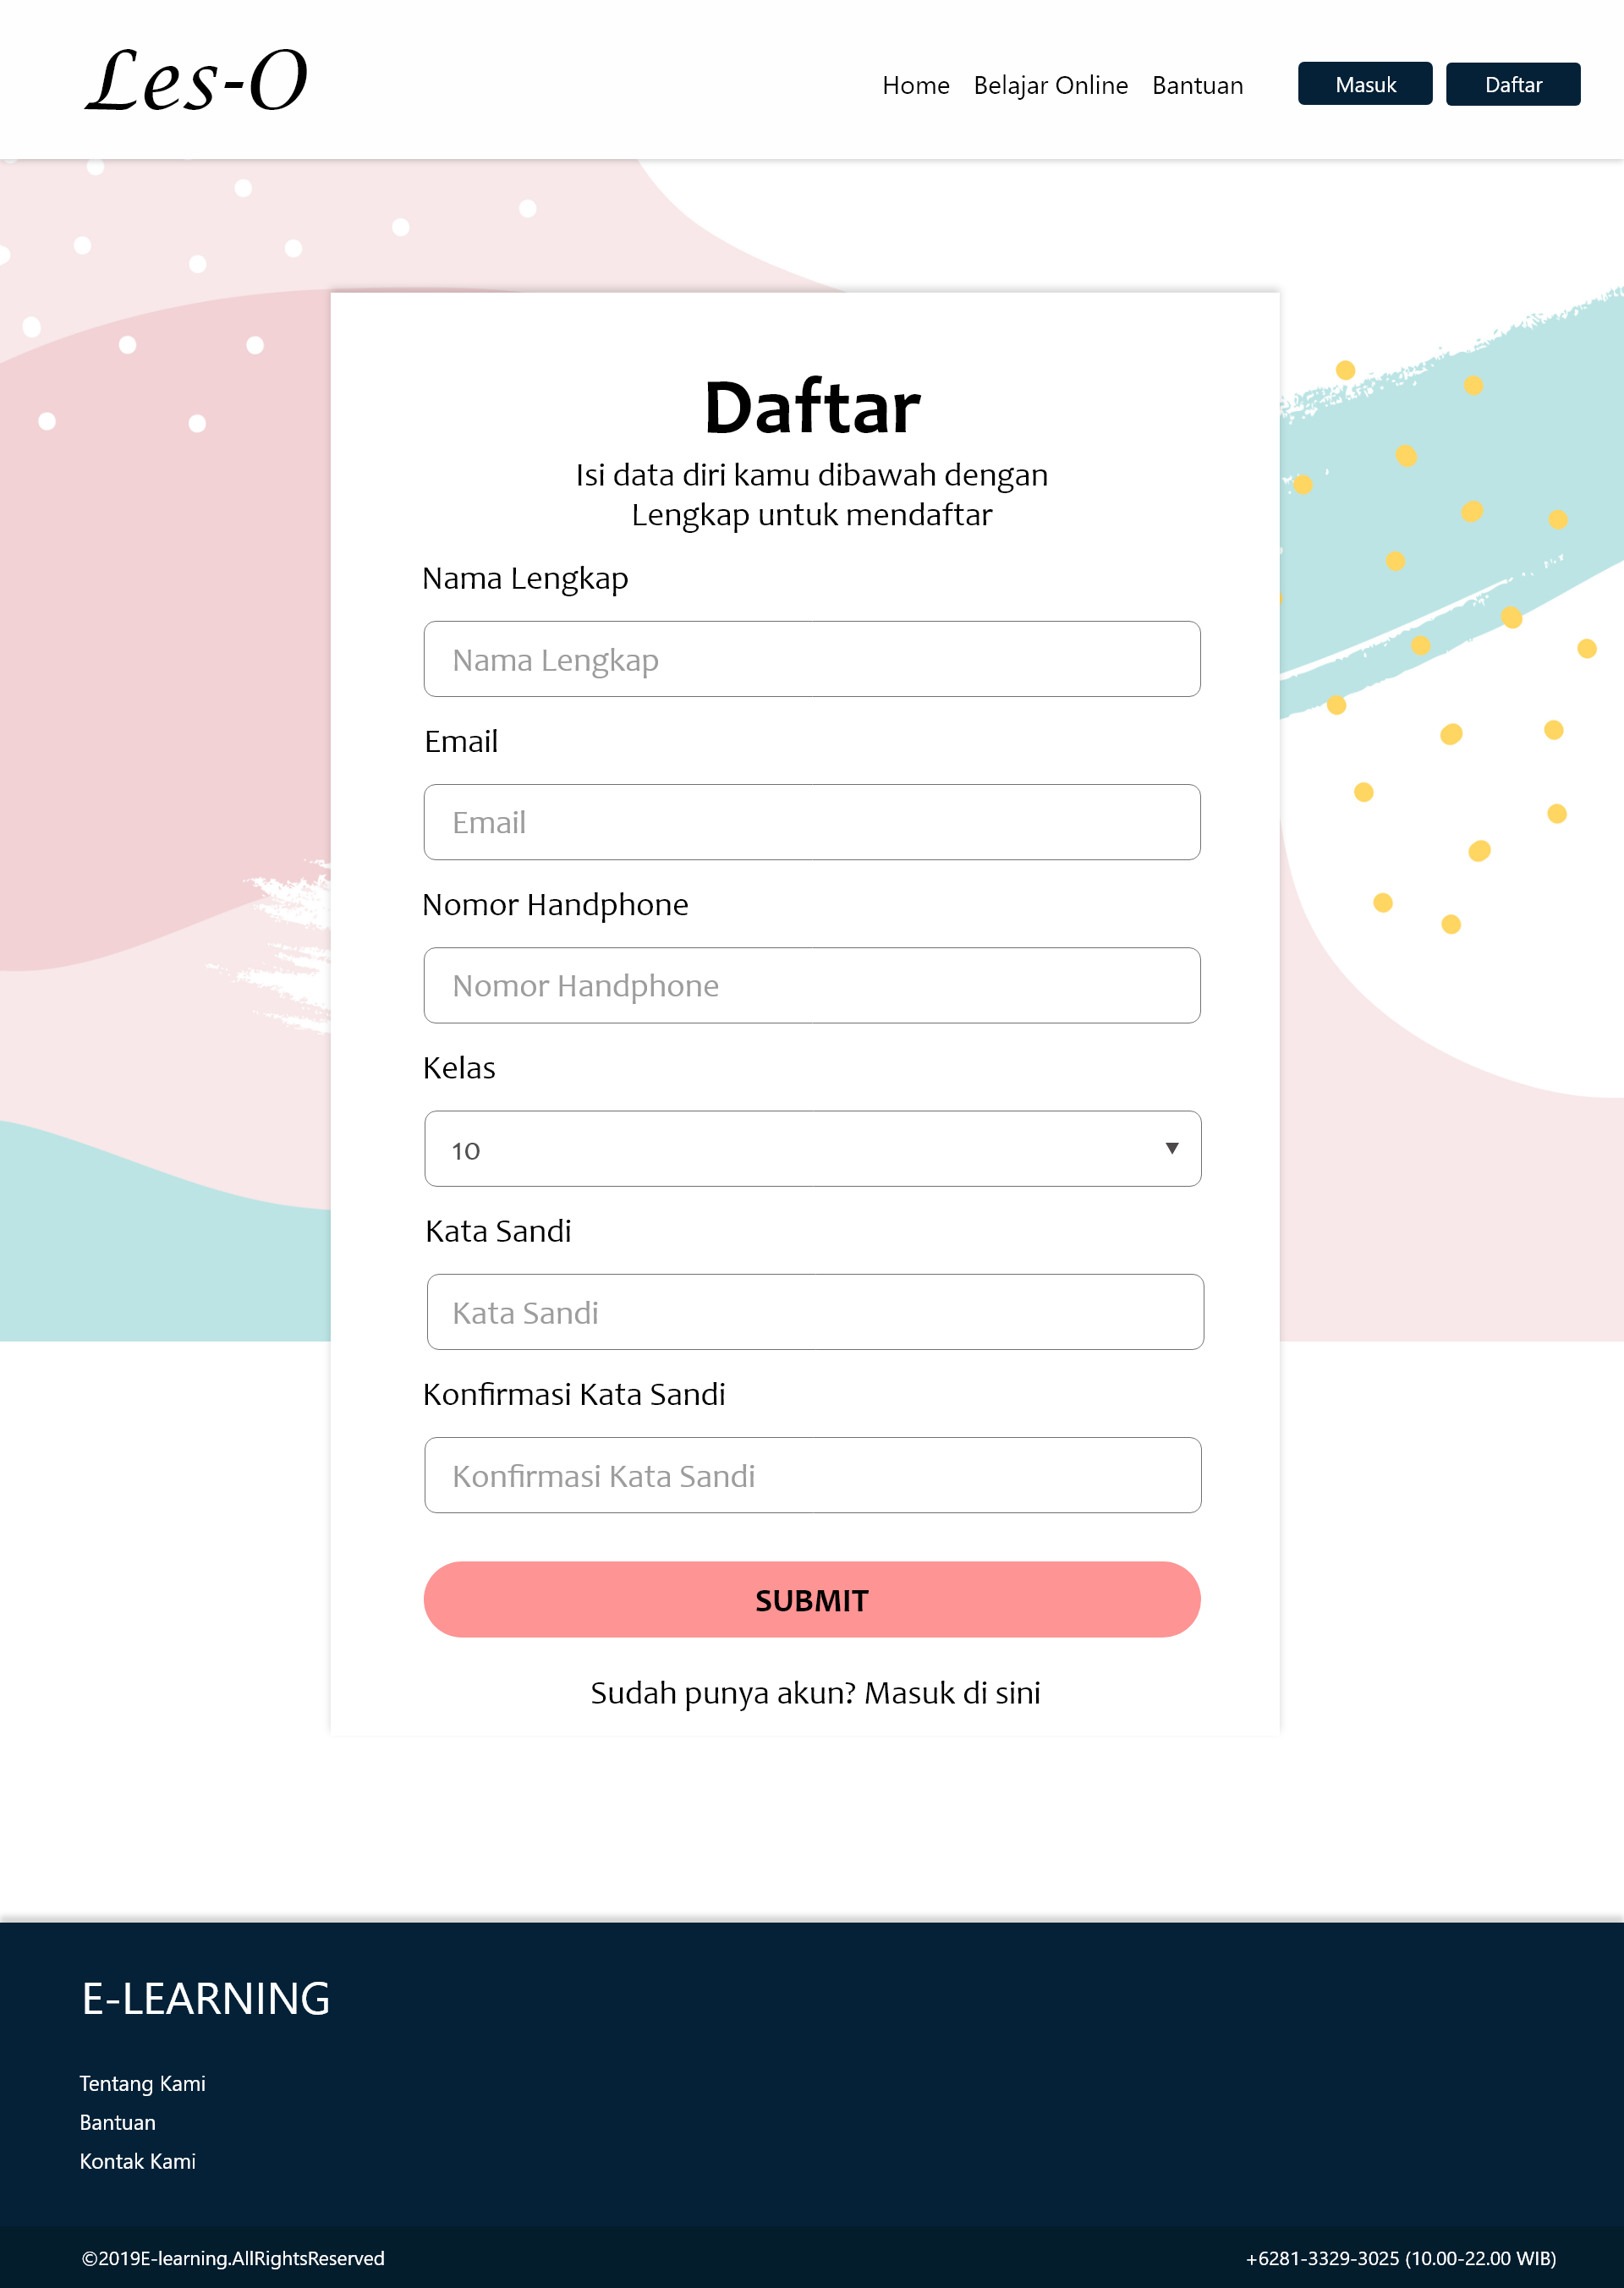 Les-O
Home Belajar Online Bantuan Masuk Daftar
Daftar
Isi data diri kamu dibawah dengan
Lengkap untuk mendaftar
Nama Lengkap
Nama Lengkap
Email
Email
Nomor Handphone
Nomor Handphone
Kelas
10
Kata Sandi
Kata Sandi
Konfirmasi Kata Sandi
Konfirmasi Kata Sandi
SUBMIT
Sudah punya akun? Masuk di sini
E-LEARNING
Tentang Kami
Bantuan
Kontak Kami
©2019E-learning.AllRightsReserved
+6281-3329-3025 (10.00-22.00 WIB)